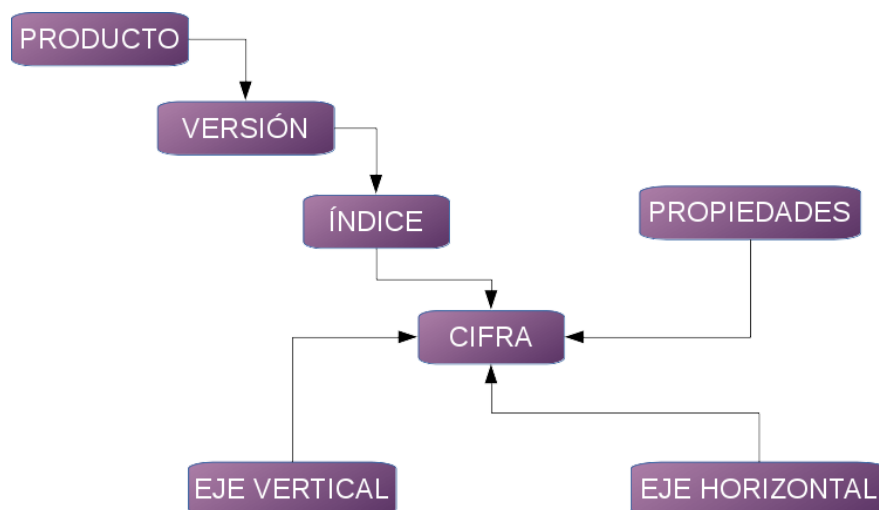 PRODUCTO
VERSIÓN
ÍNDICE
PROPIEDADES
CIFRA
EJE VERTICAL
EJE HORIZONTAL